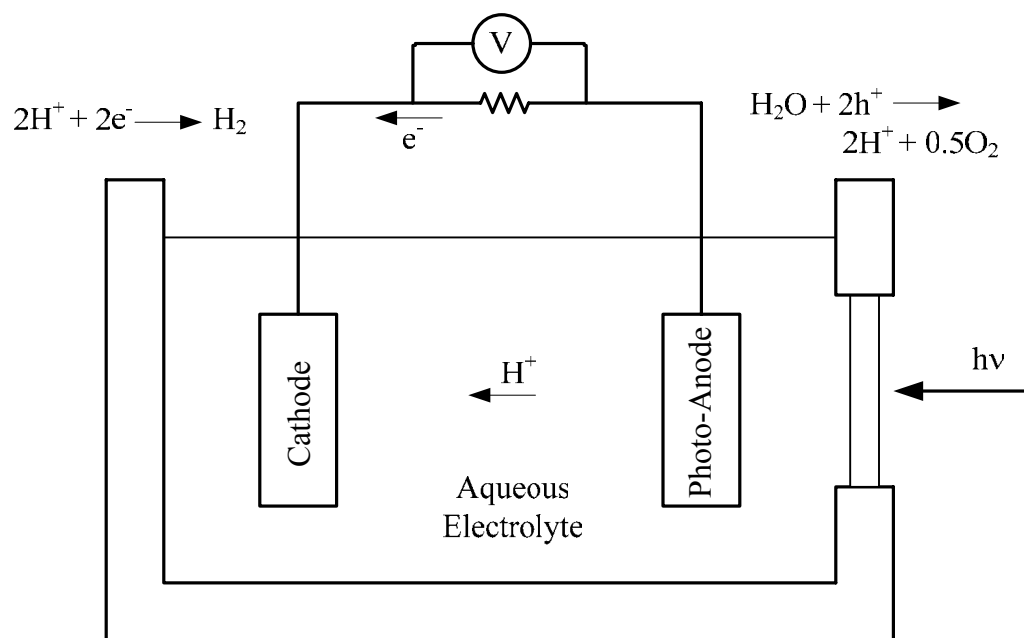 V
2H⁺ + 2e⁻ → H₂
e⁻
H₂O + 2h⁺ →
2H⁺ + 0.5O₂
Cathode
H⁺
Photo-Anode
hν
Aqueous
Electrolyte